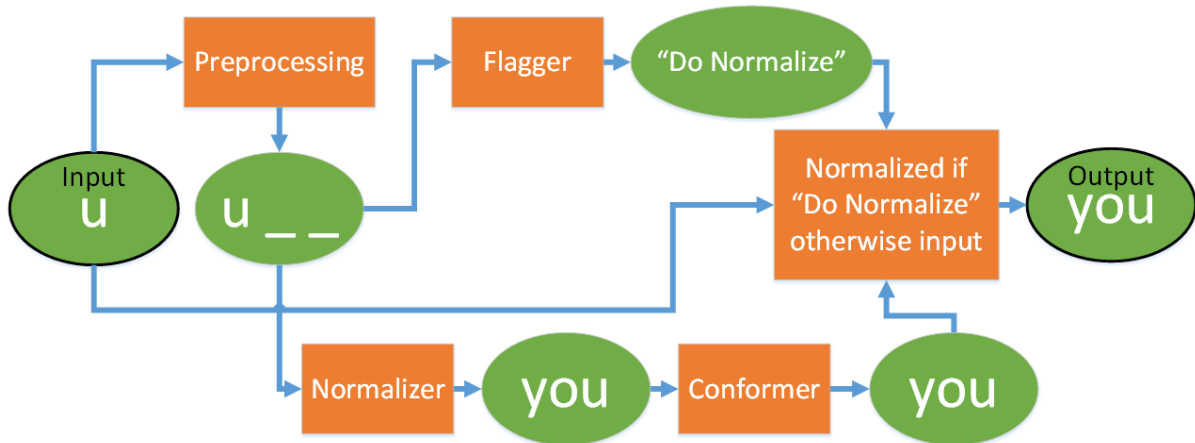 Preprocessing
Flagger
“Do Normalize”
Input
u
u _ _
Normalized if
“Do Normalize”
otherwise input
Output
you
Normalizer
you
Conformer
you